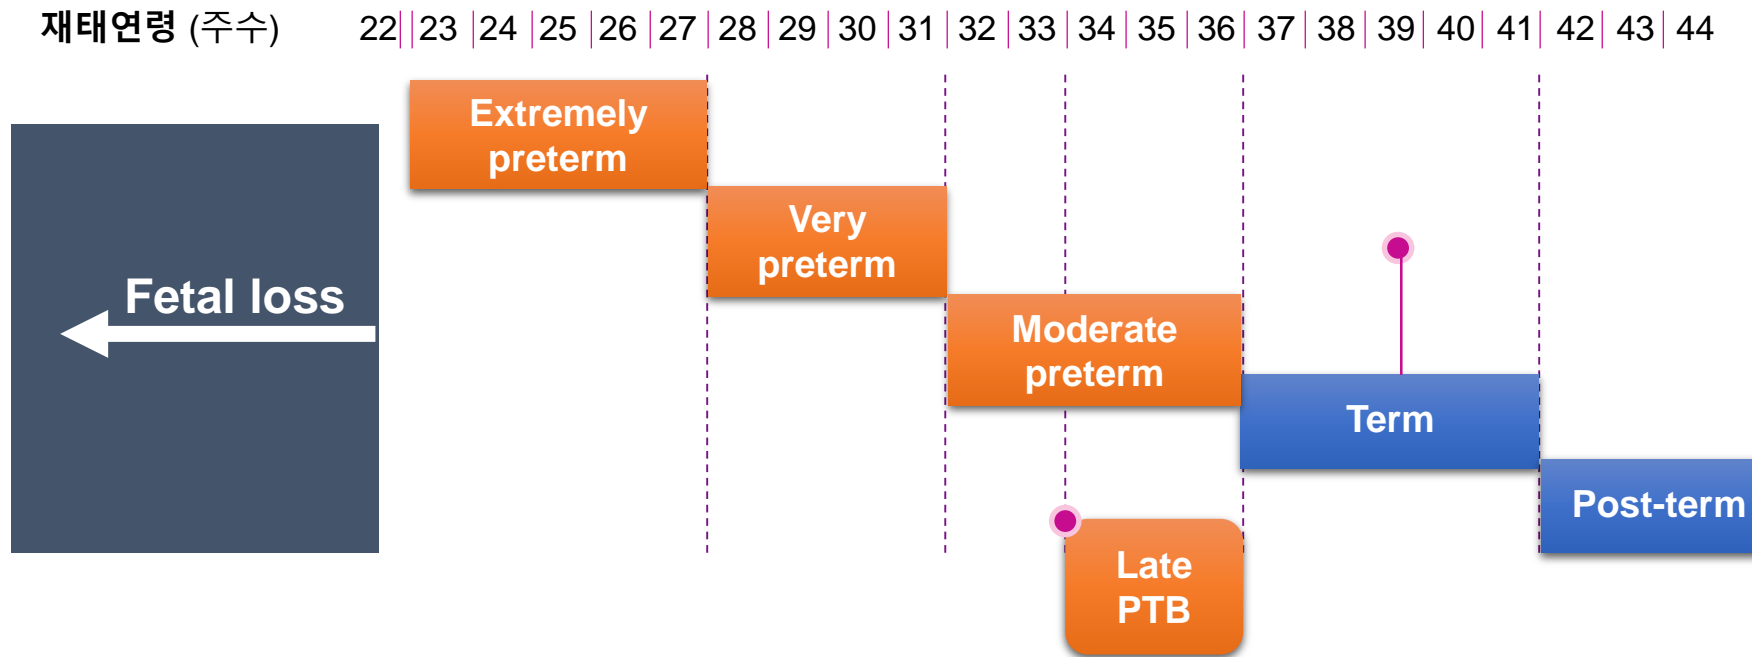 재태연령 (주수) 22 23 24 25 26 27 28 29 30 31 32 33 34 35 36 37 38 39 40 41 42 43 44
Extremely
preterm
Very
preterm
Fetal loss
Moderate
preterm
Term
Post-term
Late
PTB